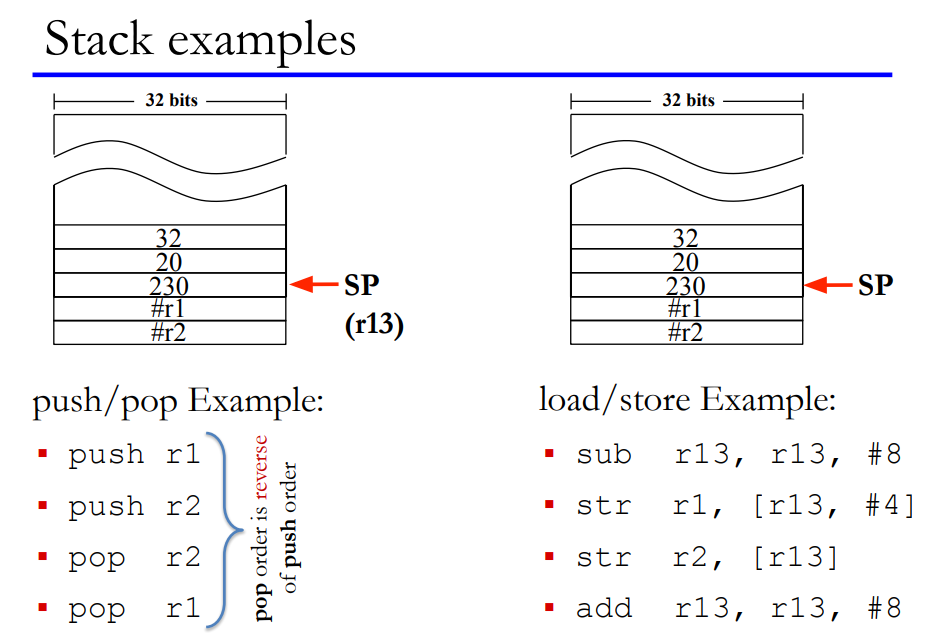 Stack examples
32 bits
32
20
230
#r1
#r2
SP
(r13)
push/pop Example:
▪ push r1
▪ push r2
▪ pop r2
▪ pop r1
pop order is reverse
of push order
32 bits
32
20
230
#r1
#r2
SP
load/store Example:
▪ sub r13, r13, #8
▪ str r1, [r13, #4]
▪ str r2, [r13]
▪ add r13, r13, #8